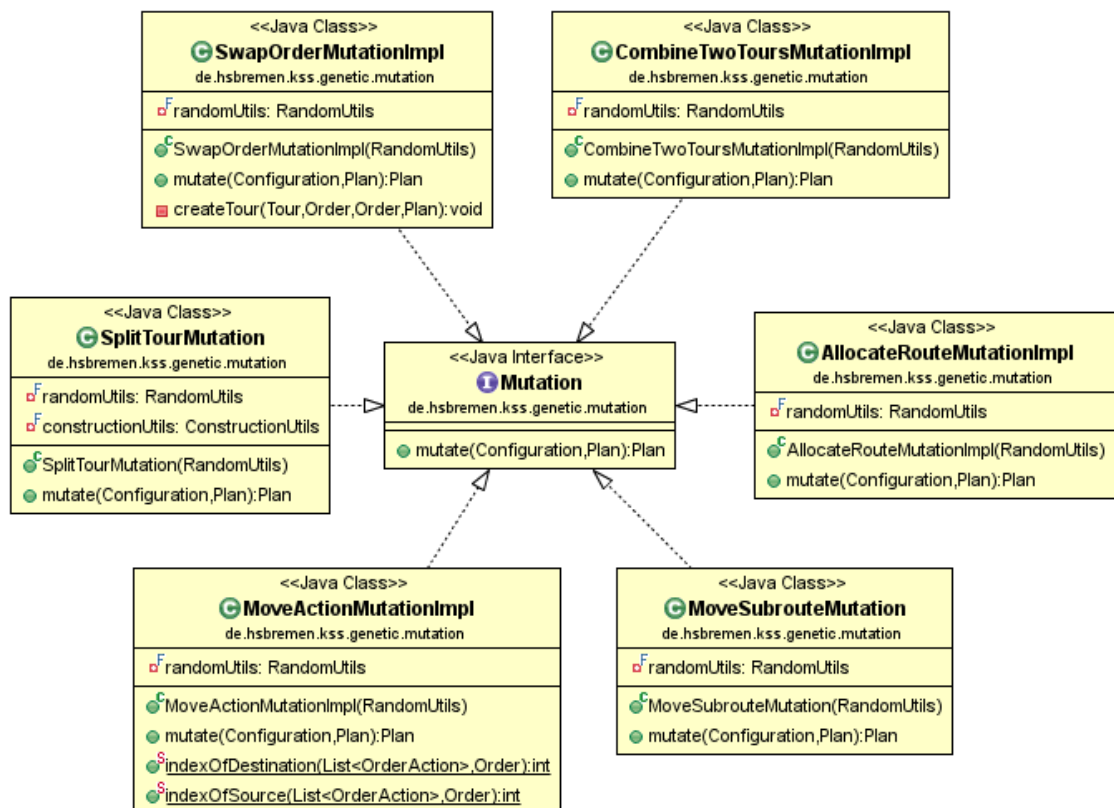 <<Java Class>>
SwapOrderMutationImpl
de.hsbremen.kss.genetic.mutation
randomUtils: RandomUtils
SwapOrderMutationImpl(RandomUtils)
mutate(Configuration,Plan):Plan
createTour(Tour,Order,Order,Plan):void
<<Java Class>>
CombineTwoToursMutationImpl
de.hsbremen.kss.genetic.mutation
randomUtils: RandomUtils
CombineTwoToursMutationImpl(RandomUtils)
mutate(Configuration,Plan):Plan
<<Java Class>>
SplitTourMutation
de.hsbremen.kss.genetic.mutation
randomUtils: RandomUtils
constructionUtils: ConstructionUtils
SplitTourMutation(RandomUtils)
mutate(Configuration,Plan):Plan
<<Java Interface>>
Mutation
de.hsbremen.kss.genetic.mutation
mutate(Configuration,Plan):Plan
<<Java Class>>
AllocateRouteMutationImpl
de.hsbremen.kss.genetic.mutation
randomUtils: RandomUtils
AllocateRouteMutationImpl(RandomUtils)
mutate(Configuration,Plan):Plan
<<Java Class>>
MoveActionMutationImpl
de.hsbremen.kss.genetic.mutation
randomUtils: RandomUtils
MoveActionMutationImpl(RandomUtils)
mutate(Configuration,Plan):Plan
indexOfDestination(List<OrderAction>,Order):int
indexOfSource(List<OrderAction>,Order):int
<<Java Class>>
MoveSubrouteMutation
de.hsbremen.kss.genetic.mutation
randomUtils: RandomUtils
MoveSubrouteMutation(RandomUtils)
mutate(Configuration,Plan):Plan